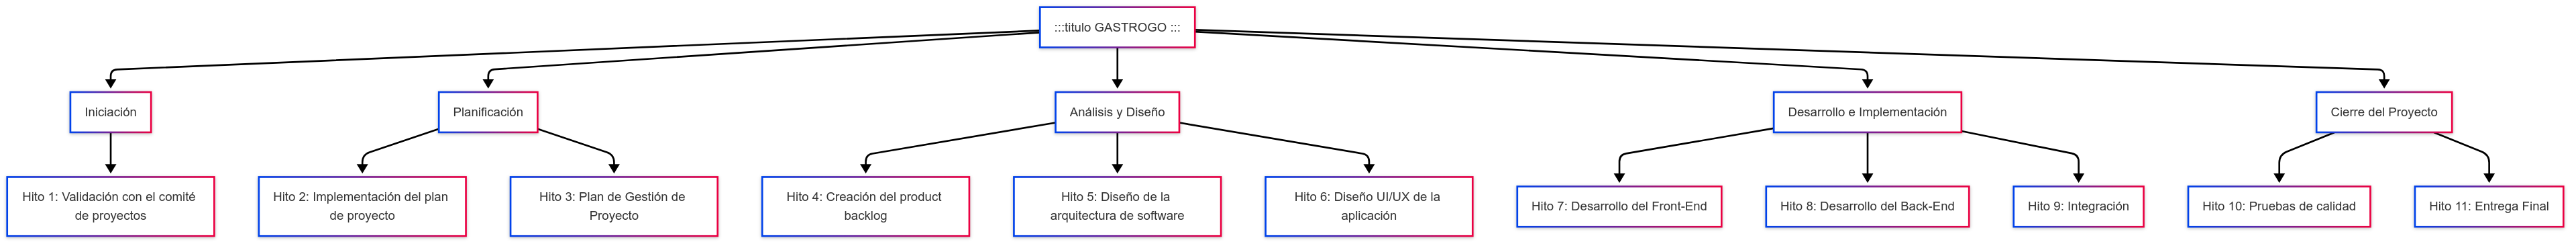 :::titulo GASTROGO :::
Iniciación
Planificación
Análisis y Diseño
Desarrollo e Implementación
Cierre del Proyecto
Hito 1: Validación con el comité
de proyectos
Hito 2: Implementación del plan
de proyecto
Hito 3: Plan de Gestión de
Proyecto
Hito 4: Creación del product
backlog
Hito 5: Diseño de la
arquitectura de software
Hito 6: Diseño UI/UX de la
aplicación
Hito 7: Desarrollo del Front-End
Hito 8: Desarrollo del Back-End
Hito 9: Integración
Hito 10: Pruebas de calidad
Hito 11: Entrega Final